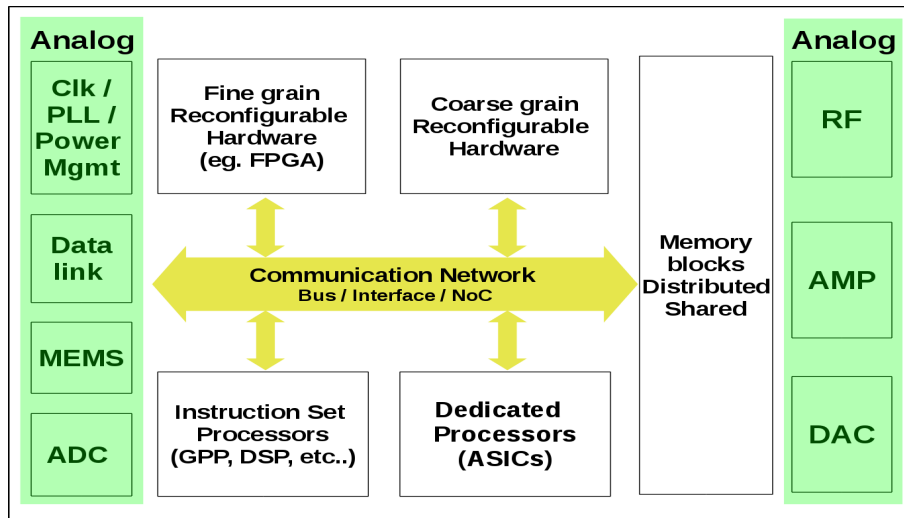 Analog
Clk /
PLL /
Power
Mgmt
Data
link
MEMS
ADC
Fine grain
Reconfigurable
Hardware
(eg. FPGA)
Coarse grain
Reconfigurable
Hardware
Communication Network
Bus / Interface / NoC
Instruction Set
Processors
(GPP, DSP, etc..)
Dedicated
Processors
(ASICs)
Memory
blocks
Distributed
Shared
Analog
RF
AMP
DAC